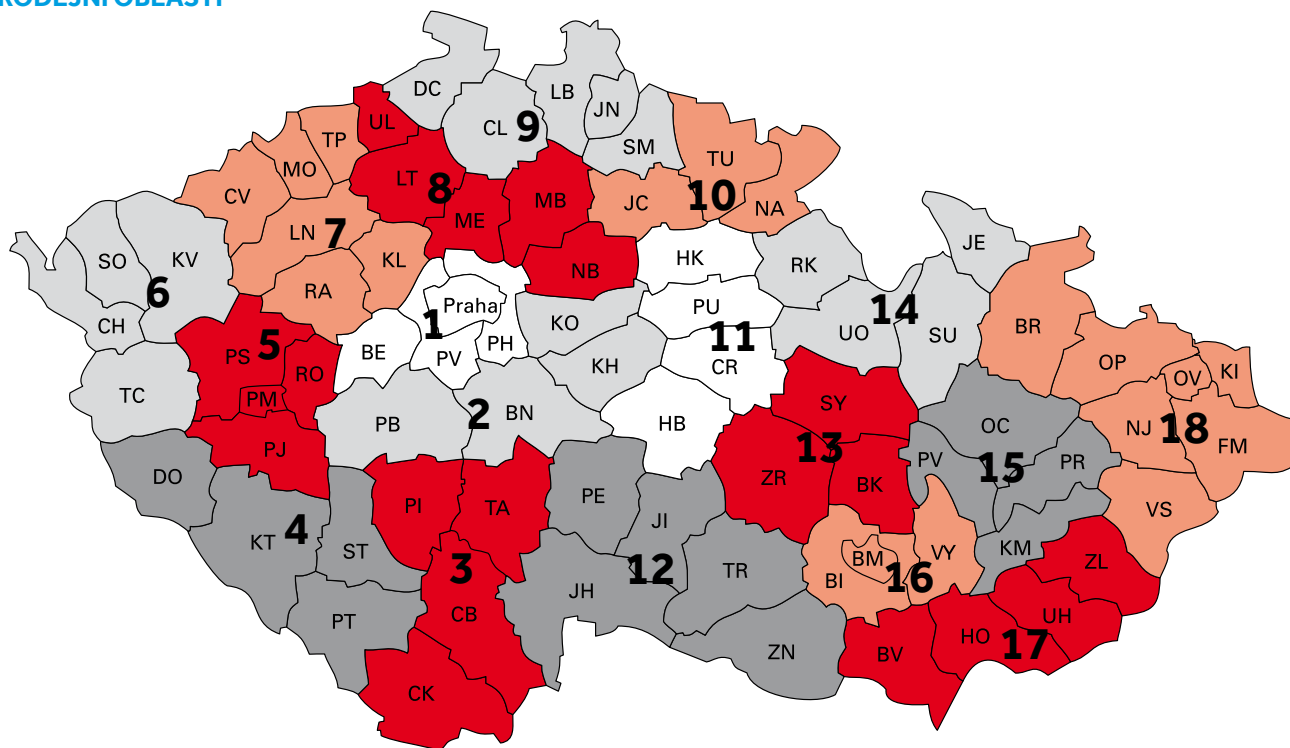 RODEJNÍ OBLASTI
DC
LB
JN
UL
CL
9
TP
SM
MO
TU
LT
8
CV
MB
10
JC
NA
ME
LN
7
HK
JE
SO
KV
KL
RK
NB
6
RA
Praha
PU
14
1
KO
BR
CH
UO
SU
5
PH
11
BE
PV
PS
OP
KH
CR
RO
KI
OV
TC
PM
SY
2
BN
PB
HB
OC
NJ
18
PJ
13
FM
PV
PR
15
DO
ZR
BK
PE
PI
TA
VS
JI
4
KT
ST
KM
VY
BM
ZL
3
12
TR
16
BI
JH
CB
UH
PT
HO
17
ZN
BV
CK